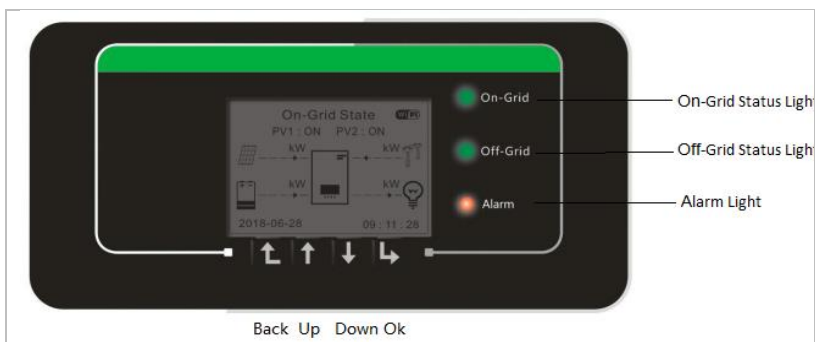 On-Grid State WiFi
PV1 : ON PV2 : ON
kW kW
kW kW
2018-06-28 09 : 11 : 28
On-Grid
Off-Grid
Alarm
On-Grid Status Light
Off-Grid Status Light
Alarm Light
Back Up Down Ok